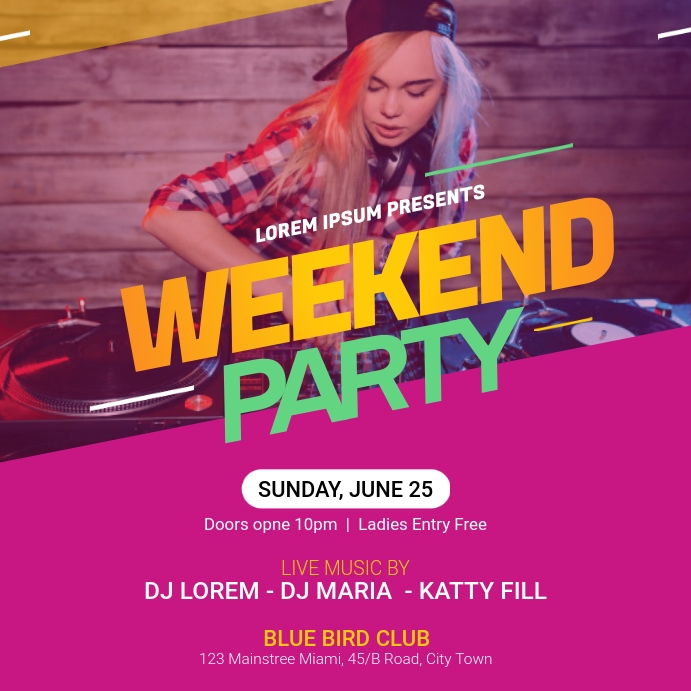 LOREM IPSUM PRESENTS
WEEKEND
PARTY
SUNDAY, JUNE 25
Doors opne 10pm | Ladies Entry Free
LIVE MUSIC BY
DJ LOREM - DJ MARIA - KATTY FILL
BLUE BIRD CLUB
123 Mainstree Miami, 45/B Road, City Town